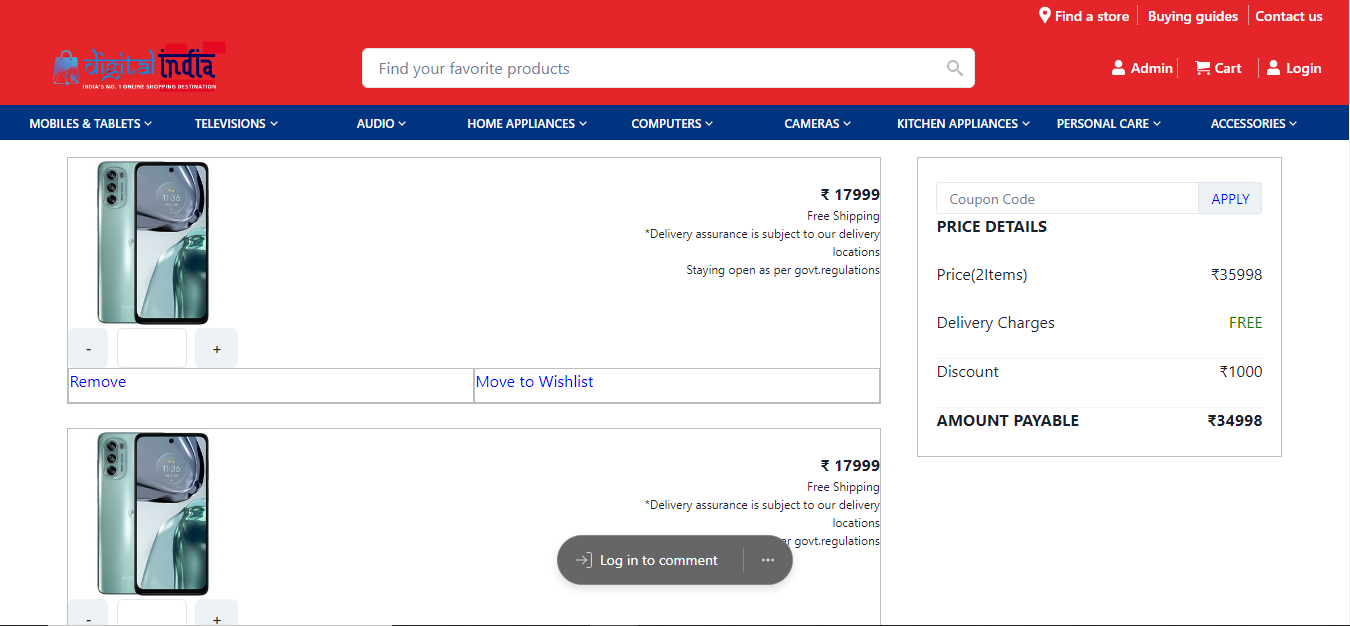 Find a store
Buying guides
Contact us
digital india
INDIA'S NO. 1 ONLINE SHOPPING DESTINATION
Find your favorite products
Admin
Cart
Login
MOBILES & TABLETS
TELEVISIONS
AUDIO
HOME APPLIANCES
COMPUTERS
CAMERAS
KITCHEN APPLIANCES
PERSONAL CARE
ACCESSORIES
11:35
₹ 17999
Free Shipping
*Delivery assurance is subject to our delivery
locations
Staying open as per govt.regulations
- +
Remove
Move to Wishlist
Coupon Code
APPLY
PRICE DETAILS
Price(2Items) ₹35998
Delivery Charges FREE
Discount ₹1000
AMOUNT PAYABLE ₹34998
11:35
₹ 17999
Free Shipping
*Delivery assurance is subject to our delivery
locations
govt.regulations
Log in to comment
- +